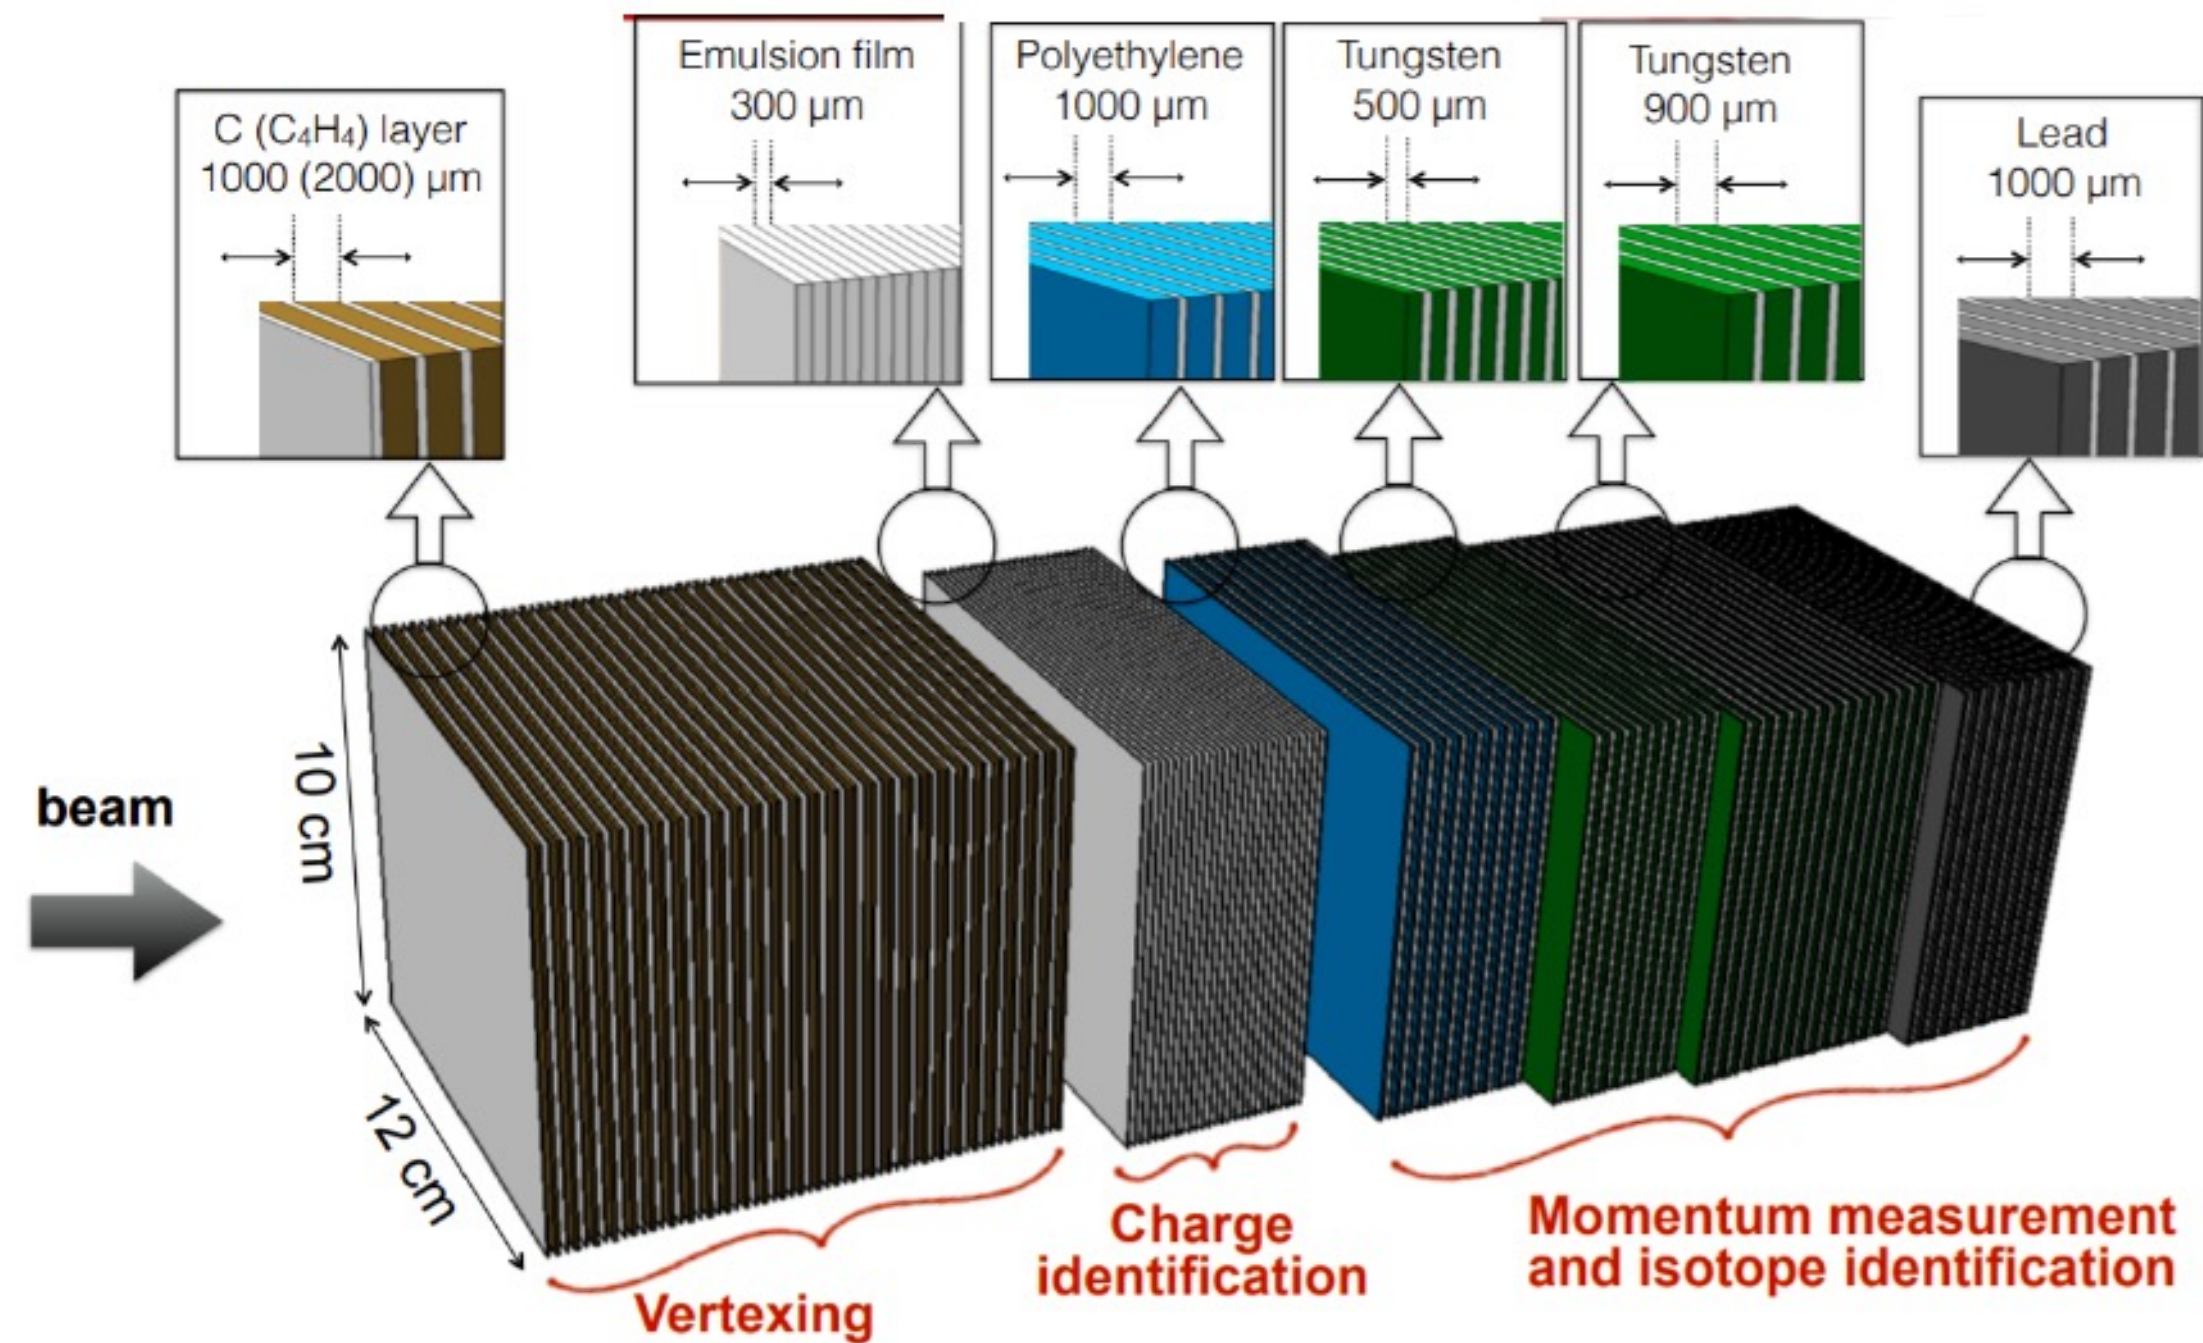 C (C₄H₄) layer
1000 (2000) µm
Emulsion film
300 µm
Polyethylene
1000 µm
Tungsten
500 µm
Tungsten
900 µm
Lead
1000 µm
beam
10 cm
12 cm
Vertexing
Charge
identification
Momentum measurement
and isotope identification